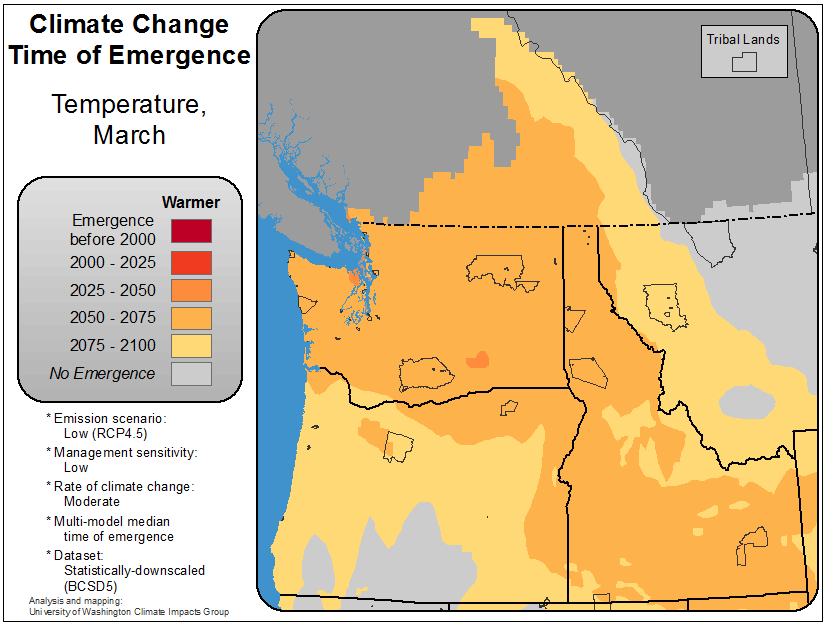 Climate Change
Time of Emergence
Temperature,
March
Warmer
Emergence
before 2000
2000 - 2025
2025 - 2050
2050 - 2075
2075 - 2100
No Emergence
* Emission scenario:
Low (RCP4.5)
* Management sensitivity:
Low
* Rate of climate change:
Moderate
* Multi-model median
time of emergence
* Dataset:
Statistically-downscaled
(BCSD5)
Analysis and mapping:
University of Washington Climate Impacts Group
Tribal Lands